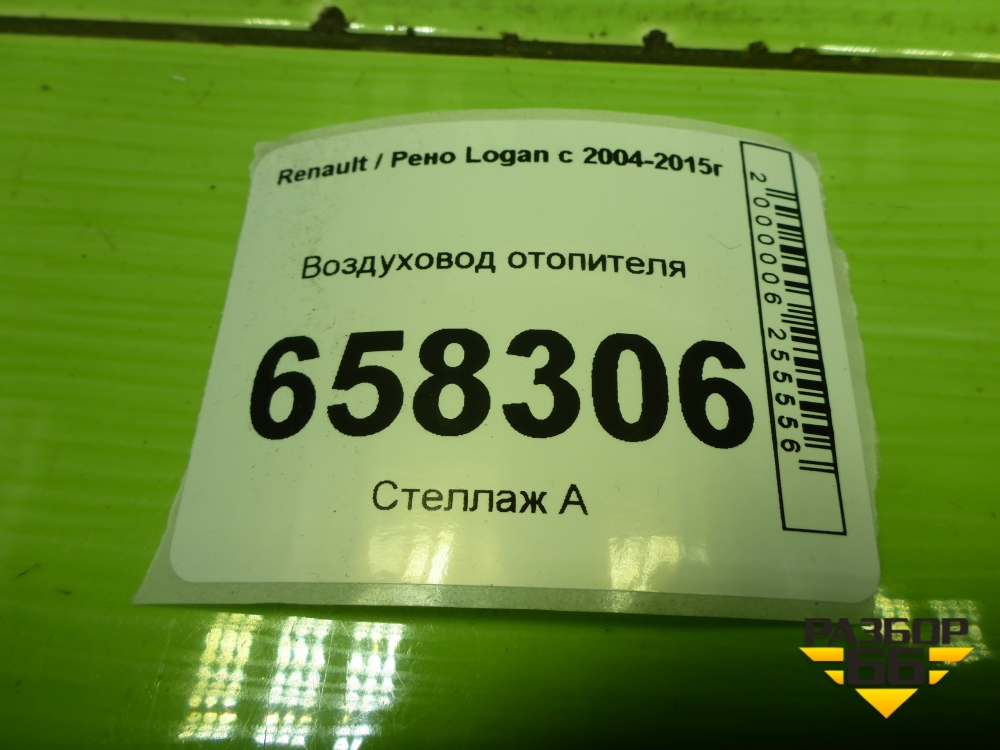 Renault / Рено Logan с 2004-2015г
Воздуховод отопителя
658306
Стеллаж А
2000006255556
РАЗБОР
66